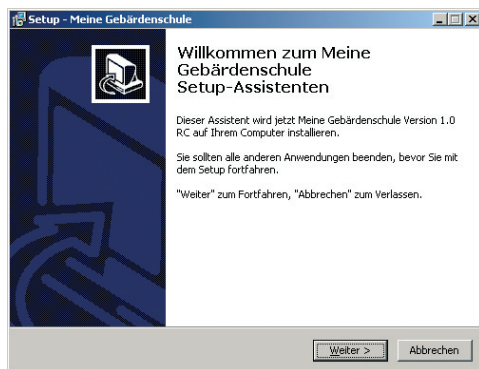 Setup - Meine Gebärdenschule
Willkommen zum Meine
Gebärdenschule
Setup-Assistenten
Dieser Assistent wird jetzt Meine Gebärdenschule Version 1.0
RC auf Ihrem Computer installieren.
Sie sollten alle anderen Anwendungen beenden, bevor Sie mit
dem Setup fortfahren.
"Weiter" zum Fortfahren, "Abbrechen" zum Verlassen.
Weiter >
Abbrechen